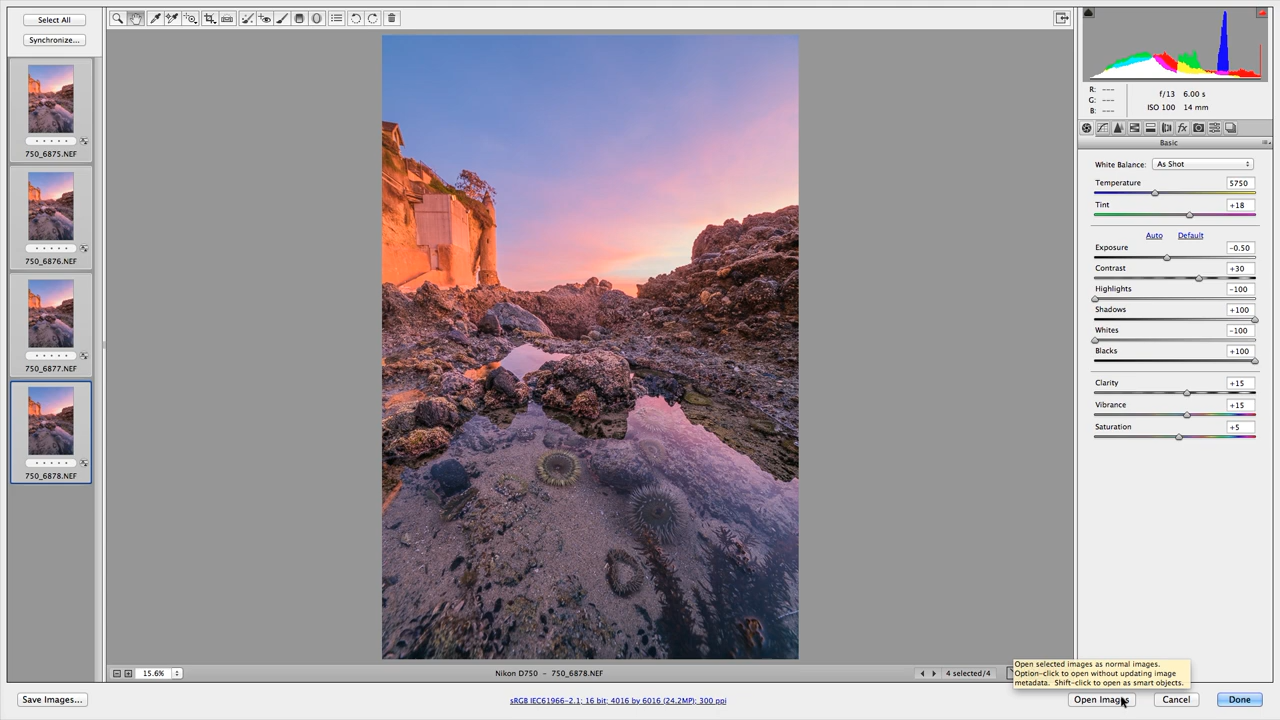 Select All
Synchronize...
750_6875.NEF
750_6876.NEF
750_6877.NEF
750_6878.NEF
15.6%
Nikon D750 – 750_6878.NEF
4 selected/4
Save Images...
sRGB IEC61966-2.1; 16 bit; 4016 by 6016 (24.2MP); 300 ppi
R: ---
G: ---
B: ---
f/13 6.00 s
ISO 100 14 mm
fx
Basic
White Balance: As Shot
Temperature 5750
Tint +18
Auto Default
Exposure -0.50
Contrast +30
Highlights -100
Shadows +100
Whites -100
Blacks +100
Clarity +15
Vibrance +15
Saturation +5
Open selected images as normal images.
Option-click to open without updating image
metadata. Shift-click to open as smart objects.
Open Images
Cancel
Done